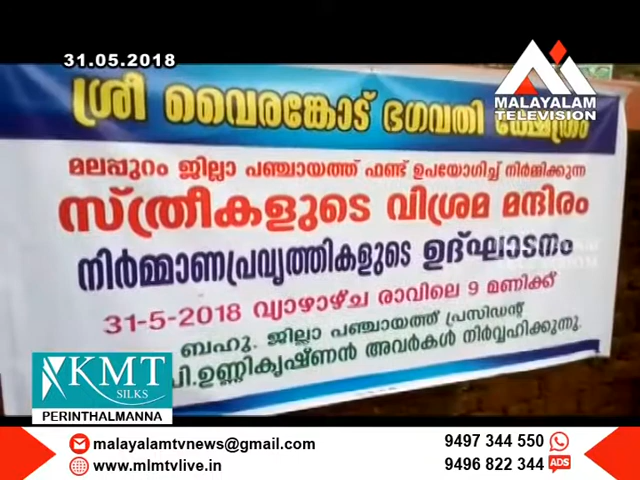 31.05.2018
MALAYALAM
TELEVISION
ശ്രീ വൈരങ്കോട് ഭഗവതി ക്ഷേത്രം
മലപ്പുറം ജില്ലാ പഞ്ചായത്ത് ഫണ്ട് ഉപയോഗിച്ച് നിർമ്മിക്കുന്ന
സ്ത്രീകളുടെ വിശ്രമ മന്ദിരം
നിർമ്മാണപ്രവൃത്തികളുടെ ഉദ്ഘാടനം
31-5-2018 വ്യാഴാഴ്ച രാവിലെ 9 മണിക്ക്
ബഹു. ജില്ലാ പഞ്ചായത്ത് പ്രസിഡന്റ്
പി.ഉണ്ണികൃഷ്ണൻ അവർകൾ നിർവ്വഹിക്കുന്നു.
KMT
SILKS
PERINTHALMANNA
malayalamtvnews@gmail.com
www.mlmtvlive.in
9497 344 550
9496 822 344 ADS